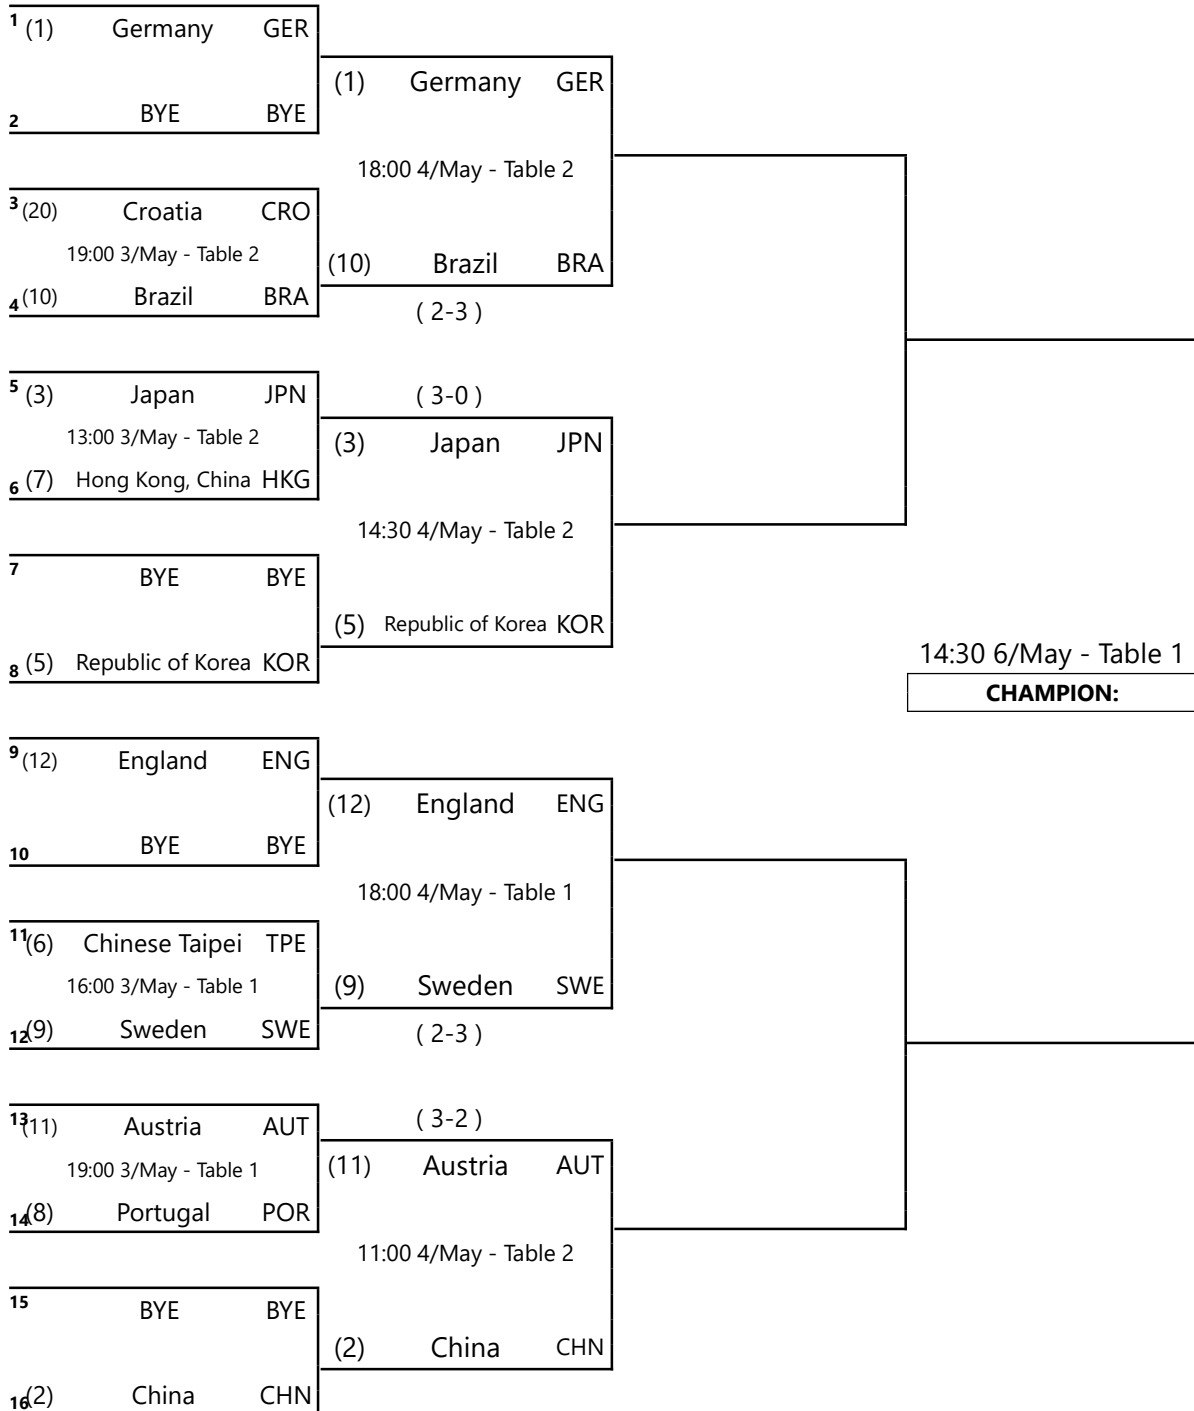 1 (1) Germany GER
2 BYE BYE
(1) Germany GER
18:00 4/May - Table 2
3 (20) Croatia CRO
19:00 3/May - Table 2
4 (10) Brazil BRA
(10) Brazil BRA
( 2-3 )
5 (3) Japan JPN
13:00 3/May - Table 2
6 (7) Hong Kong, China HKG
( 3-0 )
(3) Japan JPN
14:30 4/May - Table 2
7 BYE BYE
8 (5) Republic of Korea KOR
(5) Republic of Korea KOR
14:30 6/May - Table 1
CHAMPION:
9 (12) England ENG
10 BYE BYE
(12) England ENG
18:00 4/May - Table 1
11 (6) Chinese Taipei TPE
16:00 3/May - Table 1
12 (9) Sweden SWE
(9) Sweden SWE
( 2-3 )
13 (11) Austria AUT
19:00 3/May - Table 1
14 (8) Portugal POR
( 3-2 )
(11) Austria AUT
11:00 4/May - Table 2
15 BYE BYE
16 (2) China CHN
(2) China CHN